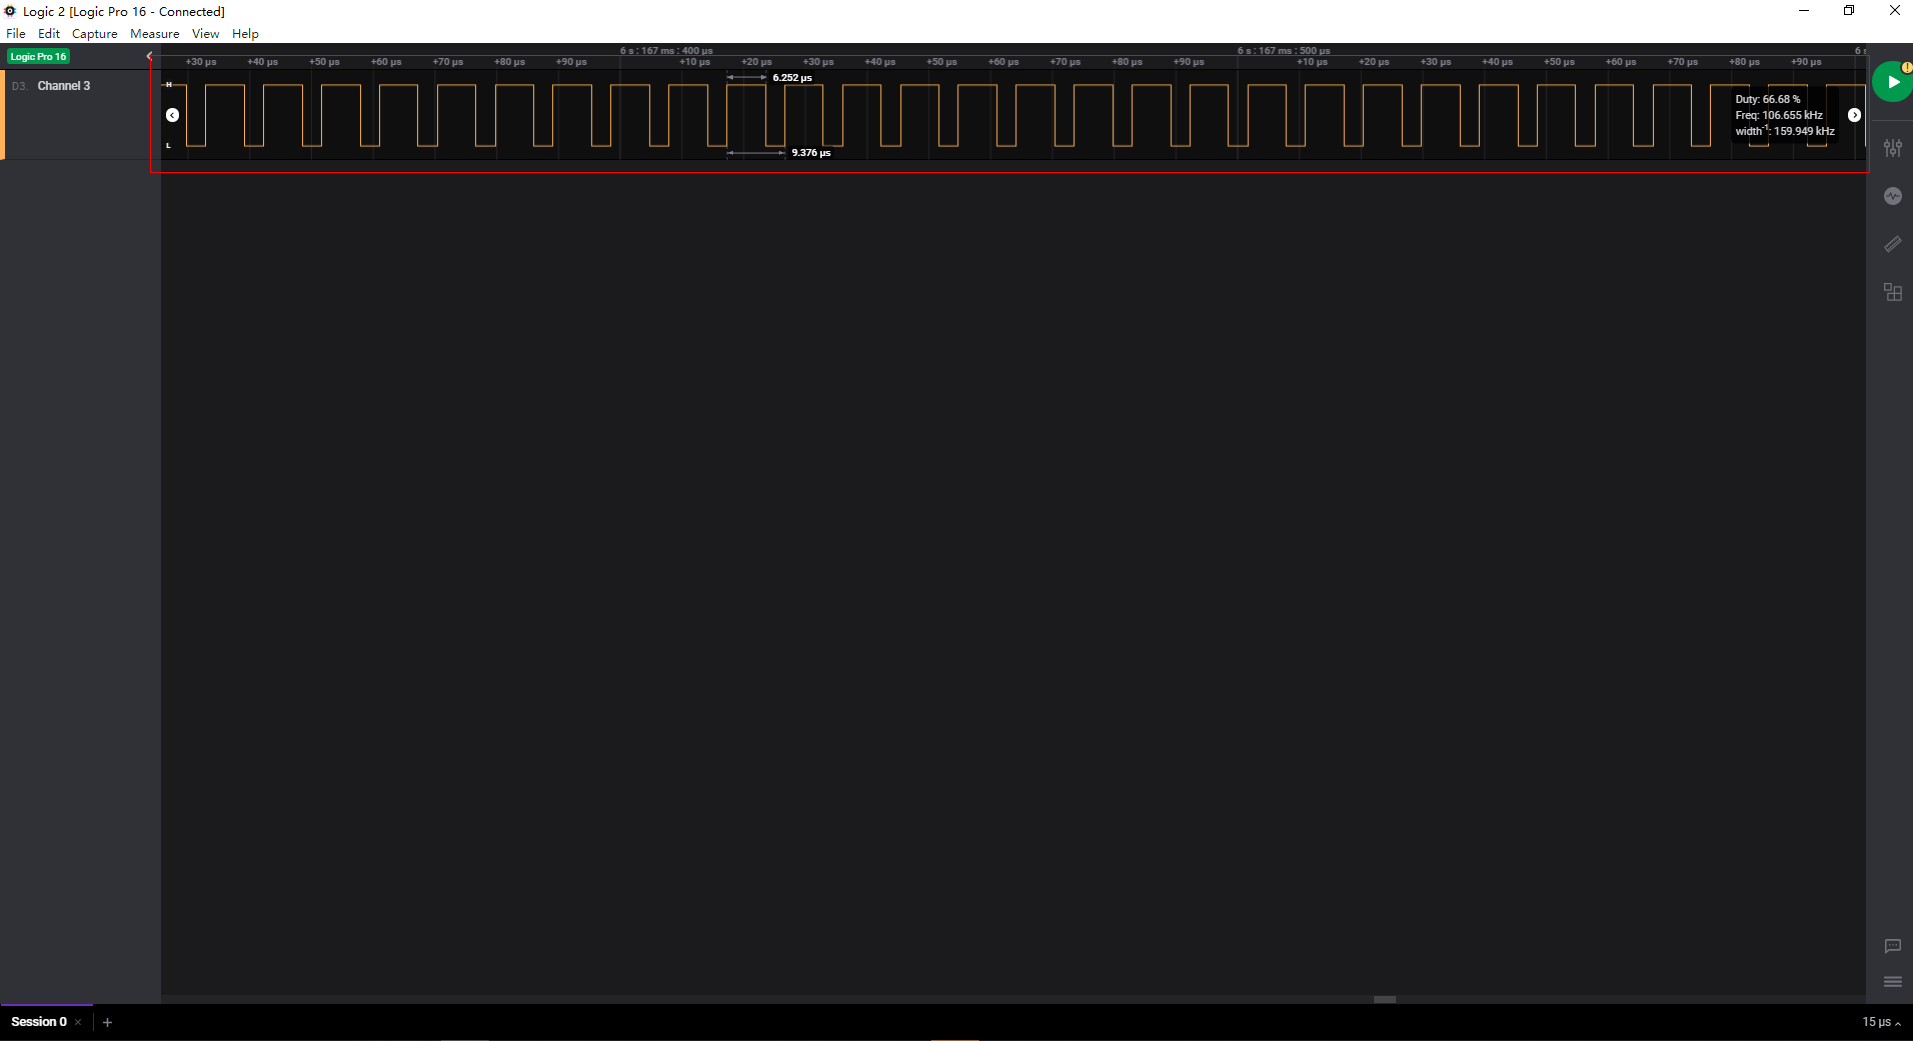 Logic 2 [Logic Pro 16 - Connected]
File Edit Capture Measure View Help
Logic Pro 16
6 s : 167 ms : 400 µs 6 s : 167 ms : 500 µs 6 s
+30 µs +40 µs +50 µs +60 µs +70 µs +80 µs +90 µs +10 µs +20 µs +30 µs +40 µs +50 µs +60 µs +70 µs +80 µs +90 µs +10 µs +20 µs +30 µs +40 µs +50 µs +60 µs +70 µs +80 µs +90 µs
D3. Channel 3
H
6.252 µs
Duty: 66.68 %
Freq: 106.655 kHz
width⁻¹: 159.949 kHz
L
9.376 µs
Session 0 × +
15 µs